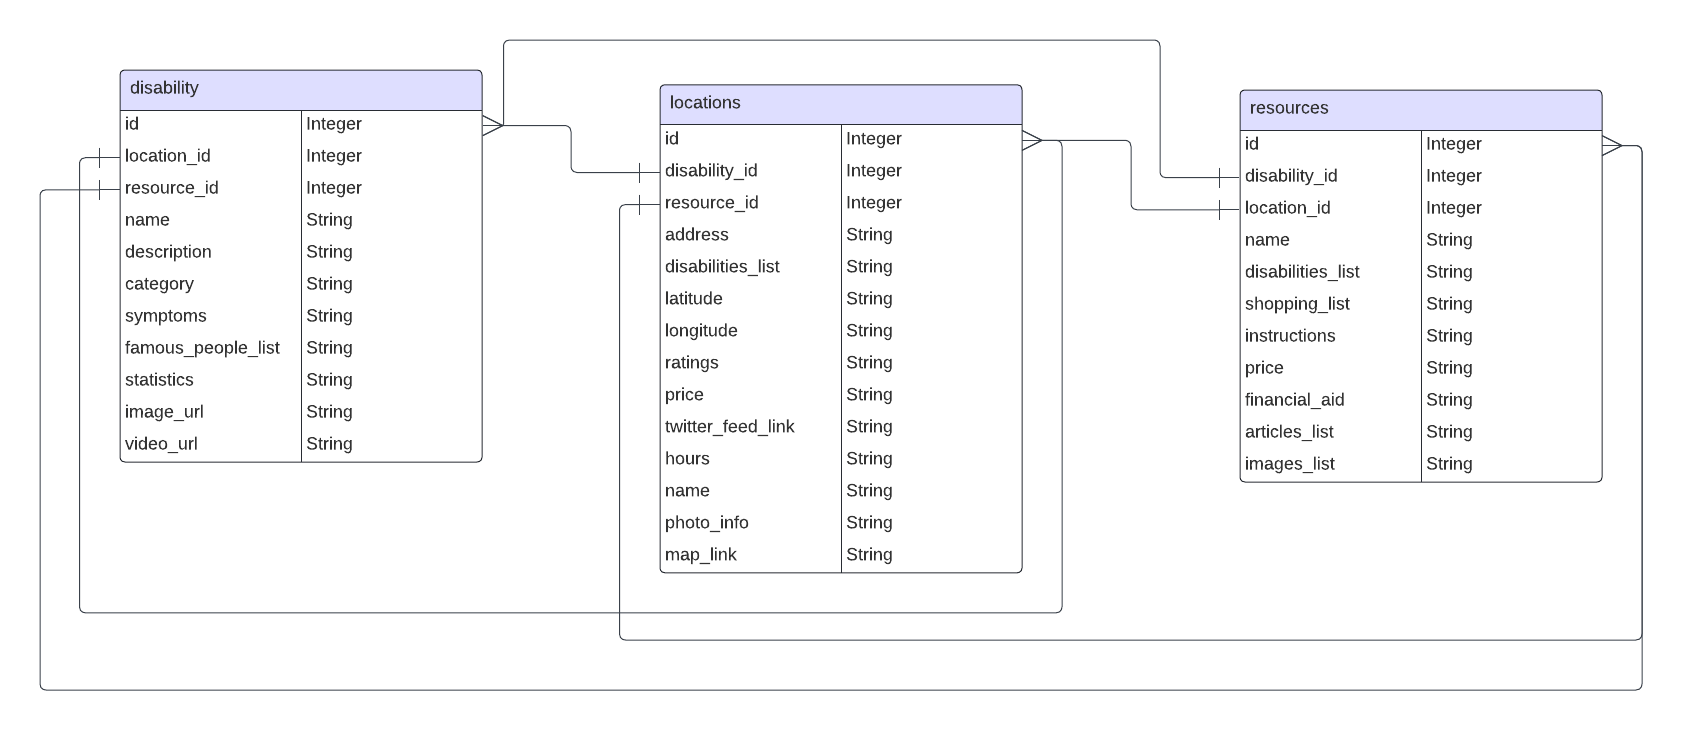 disability
id Integer
location_id Integer
resource_id Integer
name String
description String
category String
symptoms String
famous_people_list String
statistics String
image_url String
video_url String
locations
id Integer
disability_id Integer
resource_id Integer
address String
disabilities_list String
latitude String
longitude String
ratings String
price String
twitter_feed_link String
hours String
name String
photo_info String
map_link String
resources
id Integer
disability_id Integer
location_id Integer
name String
disabilities_list String
shopping_list String
instructions String
price String
financial_aid String
articles_list String
images_list String